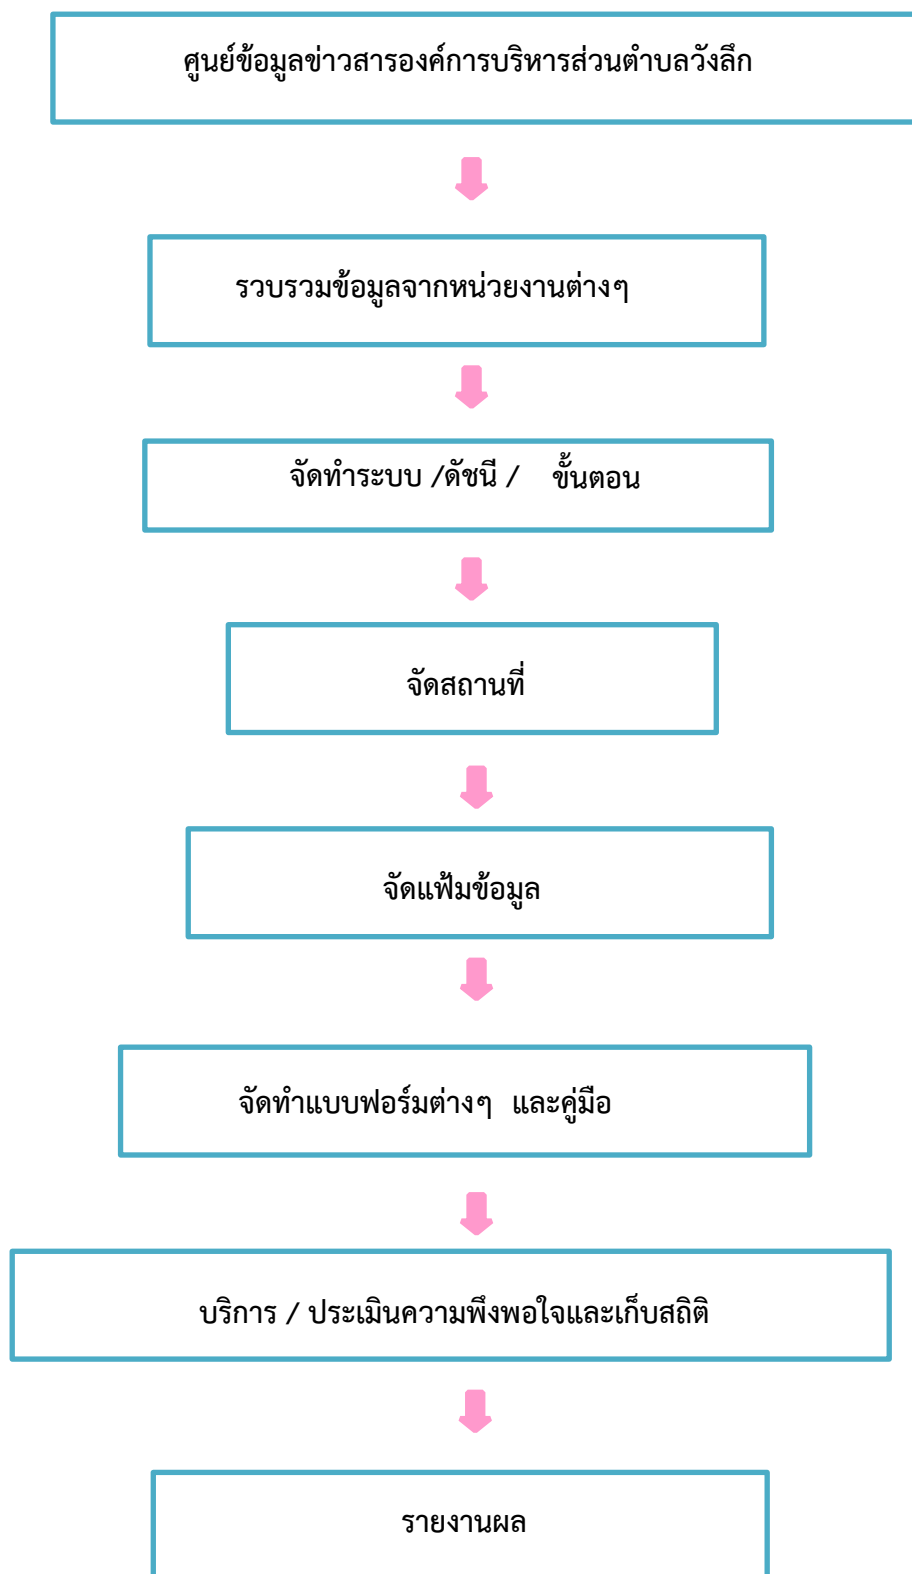 ศูนย์ข้อมูลข่าวสารองค์การบริหารส่วนตำบลวังลึก
รวบรวมข้อมูลจากหน่วยงานต่างๆ
จัดทำระบบ /ดัชนี / ขั้นตอน
จัดสถานที่
จัดแฟ้มข้อมูล
จัดทำแบบฟอร์มต่างๆ และคู่มือ
บริการ / ประเมินความพึงพอใจและเก็บสถิติ
รายงานผล